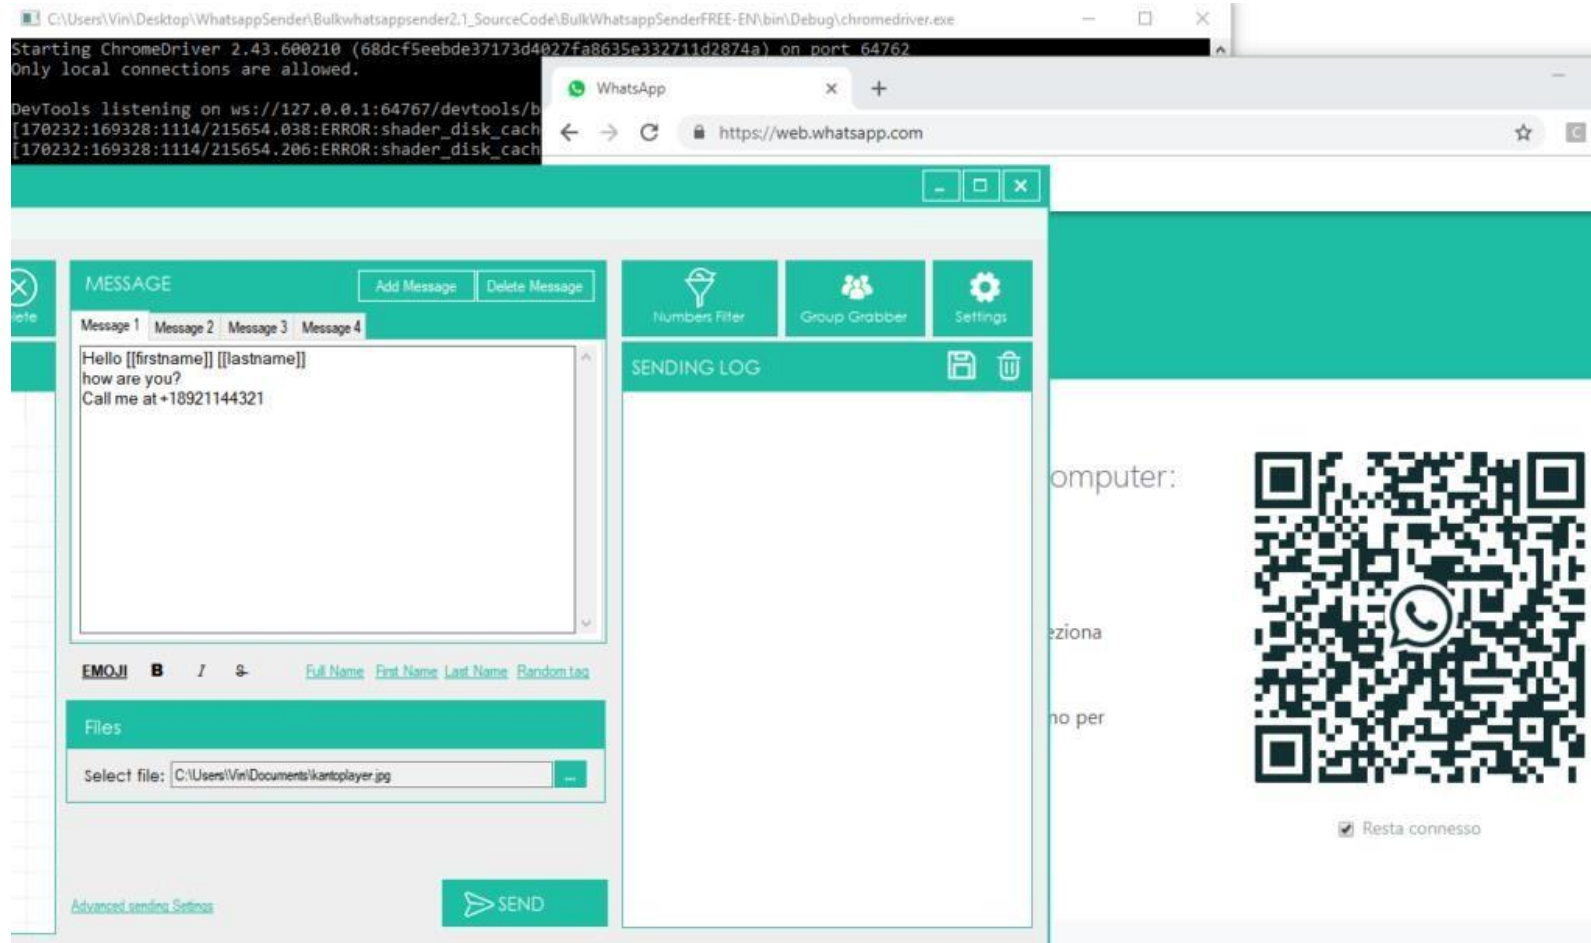 C:\Users\Vin\Desktop\WhatsappSender\Bulkwhatsappsender2.1_SourceCode\BulkWhatsappSenderFREE-EN\bin\Debug\chromedriver.exe
Starting ChromeDriver 2.43.600210 (68dcf5eebde37173d4027fa8635e332711d2874a) on port 64762
Only local connections are allowed.
DevTools listening on ws://127.0.0.1:64767/devtools/b
[170232:169328:1114/215654.038:ERROR:shader_disk_cach
[170232:169328:1114/215654.206:ERROR:shader_disk_cach
WhatsApp
https://web.whatsapp.com
lete
MESSAGE
Add Message
Delete Message
Message 1
Message 2
Message 3
Message 4
Hello [[firstname]] [[lastname]]
how are you?
Call me at +18921144321
EMOJI B I S
Full Name
First Name
Last Name
Random tag
Files
Select file: C:\Users\Vin\Documents\kantoplayer.jpg
...
Advanced sending Settings
SEND
Numbers Filter
Group Grabber
Settings
SENDING LOG
omputer:
eziona
no per
Resta connesso